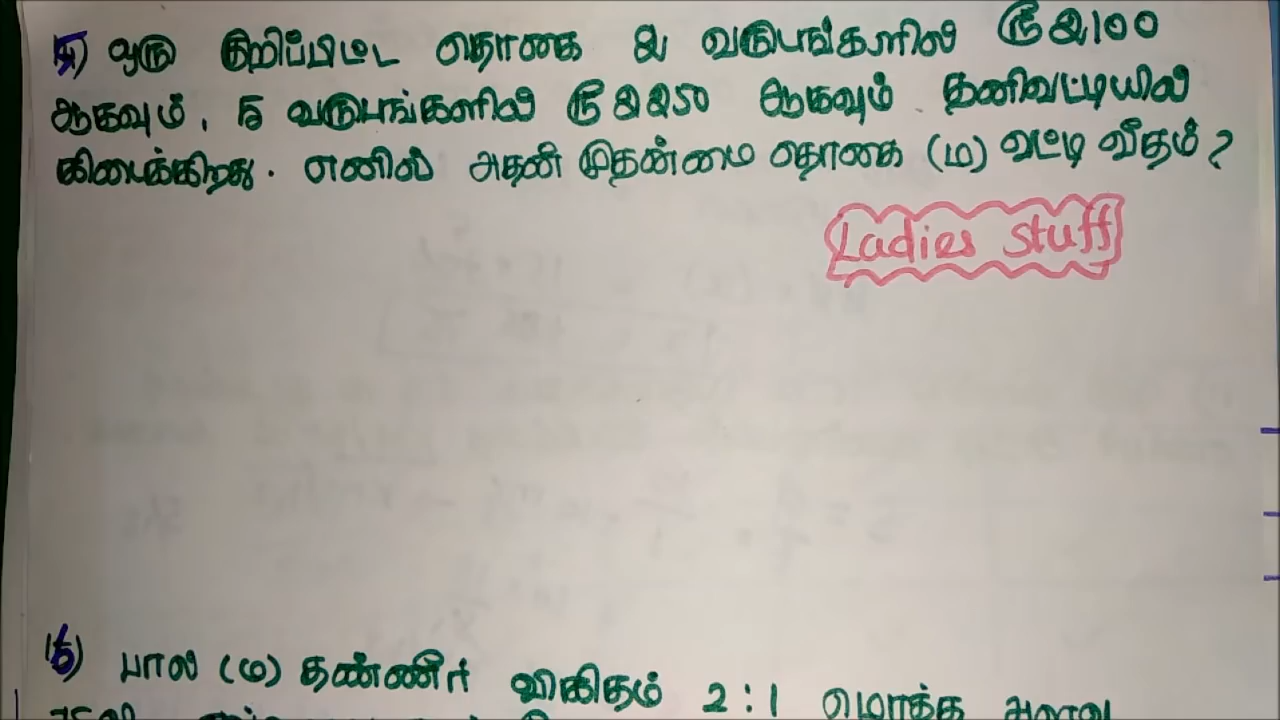 5) ஒரு குறிப்பிட்ட தொகை 2 வருடங்களில் ரூ 2100
ஆகவும், 5 வருடங்களில் ரூ 2250 ஆகவும் தனிவட்டியில்
கிடைக்கிறது. எனில் அதன் முதன்மை தொகை (ம) வட்டி வீதம்?
Ladies stuff
6) பால் (ம) தண்ணீர் விகிதம் 2:1 மொத்த அளவு